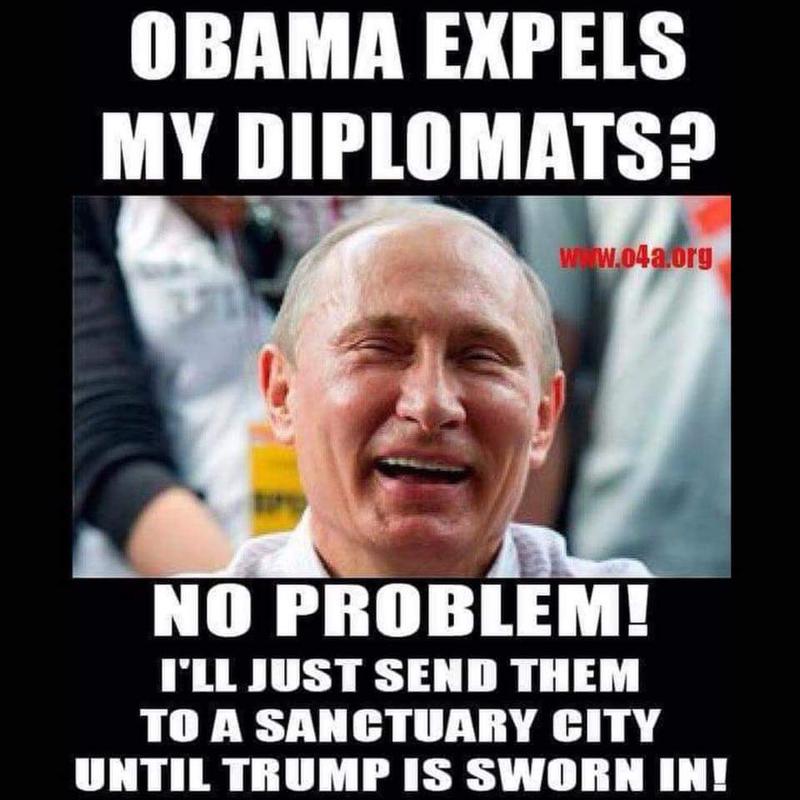 OBAMA EXPELS
MY DIPLOMATS?
www.o4a.org
NO PROBLEM!
I'LL JUST SEND THEM
TO A SANCTUARY CITY
UNTIL TRUMP IS SWORN IN!